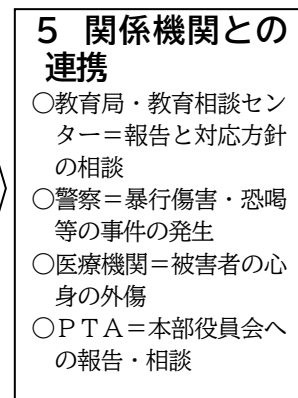 ５　関係機関との
連携
○教育局・教育相談セン
ター＝報告と対応方針
の相談
○警察＝暴行傷害・恐喝
等の事件の発生
○医療機関＝被害者の心
身の外傷
○ＰＴＡ＝本部役員会へ
の報告・相談